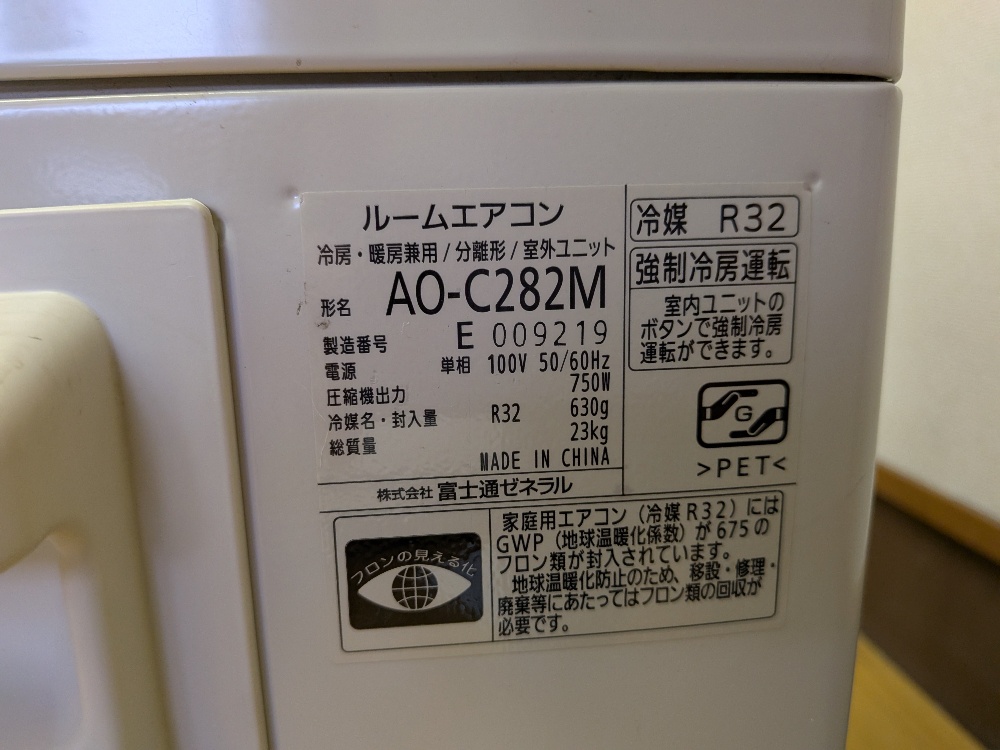 ルームエアコン
冷房・暖房兼用 / 分離形 / 室外ユニット
形名 AO-C282M
製造番号 E 009219
電源 単相 100V 50/60Hz
圧縮機出力 750W
冷媒名・封入量 R32 630g
総質量 23kg
MADE IN CHINA
株式会社 富士通ゼネラル
冷媒 R32
強制冷房運転
室内ユニットの
ボタンで強制冷房
運転ができます。
G
>PET<
フロンの見える化
家庭用エアコン（冷媒R32）には
GWP（地球温暖化係数）が675の
フロン類が封入されています。
地球温暖化防止のため、移設・修理・
廃棄等にあたってはフロン類の回収が
必要です。